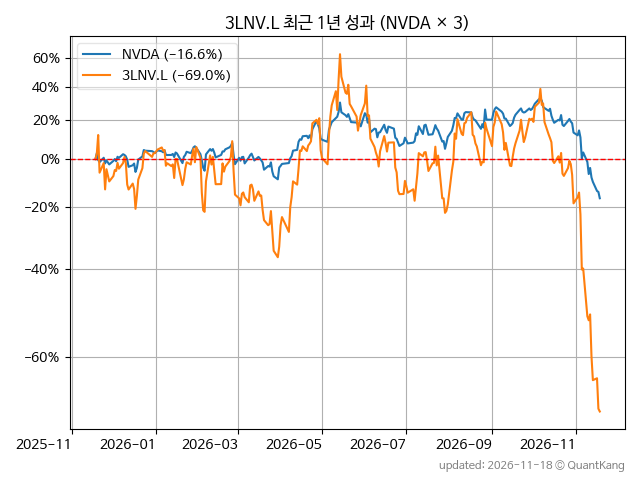 3LNV.L 최근 1년 성과 (NVDA × 3)
NVDA (−16.6%)
3LNV.L (−69.0%)
60%
40%
20%
0%
−20%
−40%
−60%
2025−11 2026−01 2026−03 2026−05 2026−07 2026−09 2026−11
updated: 2026−11−18 © QuantKang